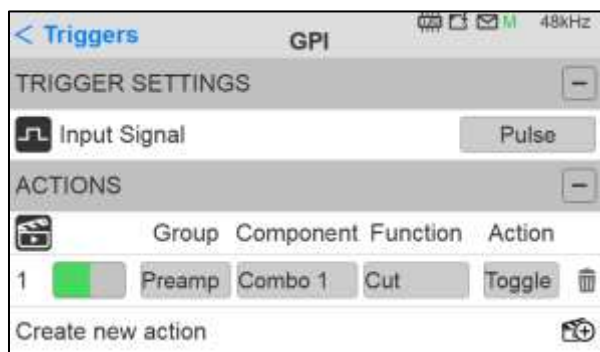 < Triggers GPI M 48kHz
TRIGGER SETTINGS −
Input Signal Pulse
ACTIONS −
Group Component Function Action
1 Preamp Combo 1 Cut Toggle
Create new action